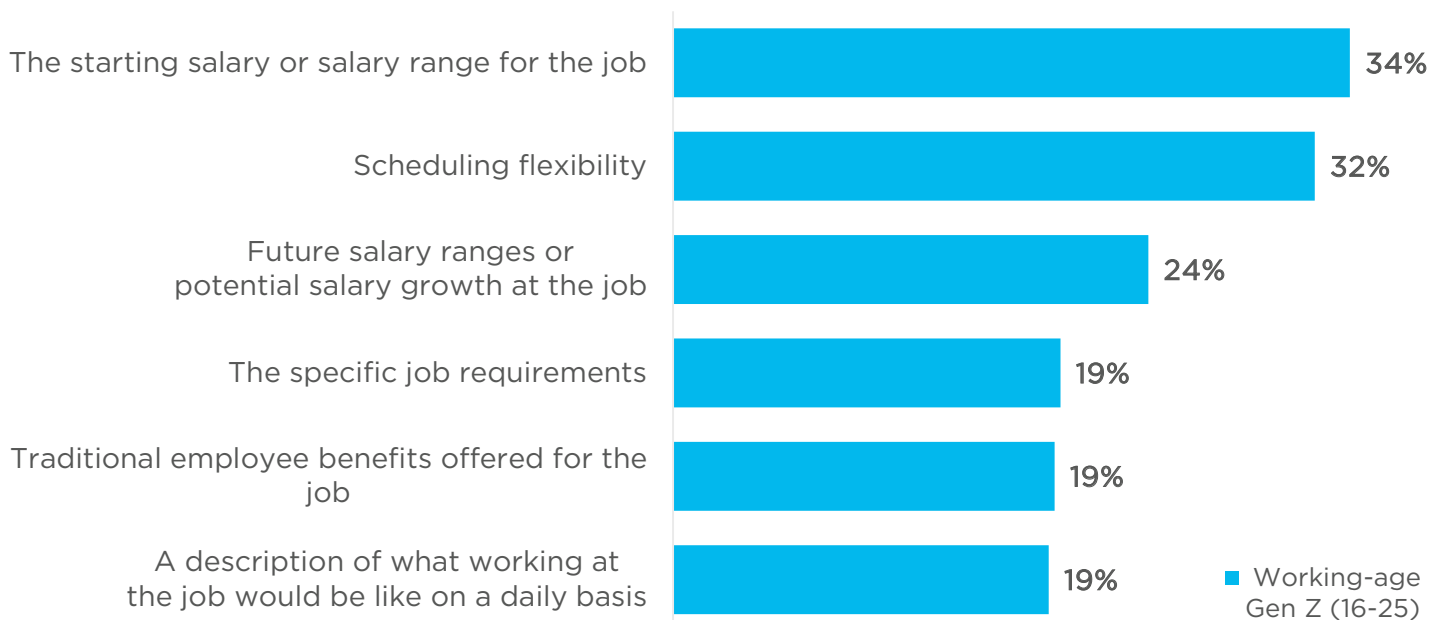 The starting salary or salary range for the job
34%
Scheduling flexibility
32%
Future salary ranges or
potential salary growth at the job
24%
The specific job requirements
19%
Traditional employee benefits offered for the
job
19%
A description of what working at
the job would be like on a daily basis
19%
Working-age
Gen Z (16-25)